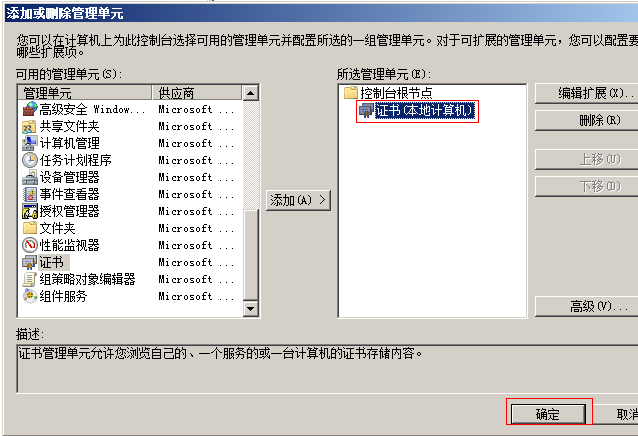 添加或删除管理单元
您可以在计算机上为此控制台选择可用的管理单元并配置所选的一组管理单元。对于可扩展的管理单元，您可以配置要
哪些扩展项。
可用的管理单元(S):
管理单元 供应商
高级安全 Window... Microsoft ...
共享文件夹 Microsoft ...
计算机管理 Microsoft ...
任务计划程序 Microsoft ...
设备管理器 Microsoft ...
事件查看器 Microsoft ...
授权管理器 Microsoft ...
文件夹 Microsoft ...
性能监视器 Microsoft ...
证书 Microsoft ...
组策略对象编辑器 Microsoft ...
组件服务 Microsoft ...
添加(A) >
所选管理单元(E):
控制台根节点
证书(本地计算机)
编辑扩展(X)...
删除(R)
上移(U)
下移(D)
高级(V)...
描述:
证书管理单元允许您浏览自己的、一个服务的或一台计算机的证书存储内容。
确定
取消